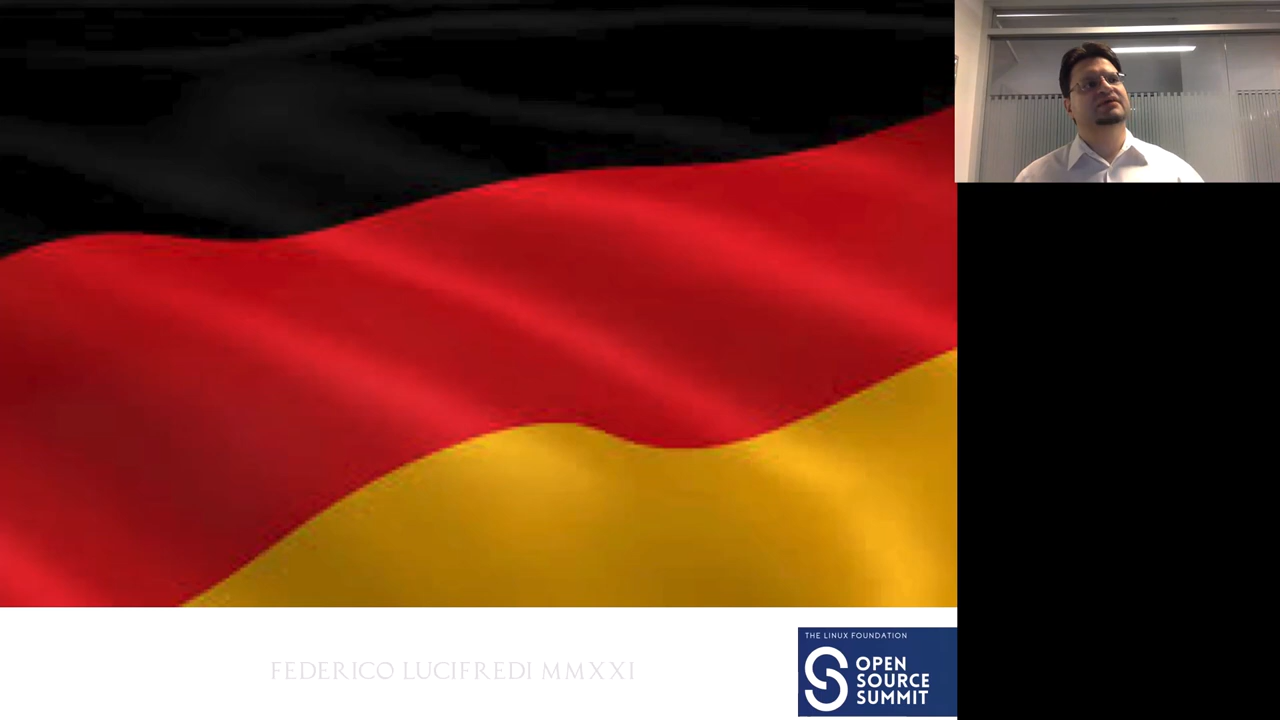 FEDERICO LUCIFREDI MMXXI
THE LINUX FOUNDATION
OPEN
SOURCE
SUMMIT